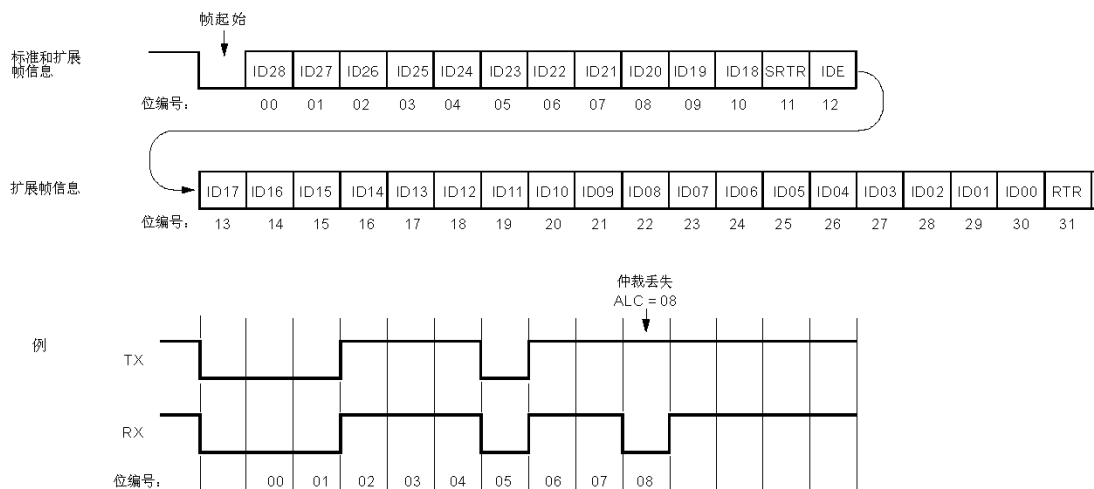 帧起始
标准和扩展
帧信息
ID28 ID27 ID26 ID25 ID24 ID23 ID22 ID21 ID20 ID19 ID18 SRTR IDE
位编号: 00 01 02 03 04 05 06 07 08 09 10 11 12
扩展帧信息
ID17 ID16 ID15 ID14 ID13 ID12 ID11 ID10 ID09 ID08 ID07 ID06 ID05 ID04 ID03 ID02 ID01 ID00 RTR
位编号: 13 14 15 16 17 18 19 20 21 22 23 24 25 26 27 28 29 30 31
仲裁丢失
ALC = 08
例
TX
RX
位编号: 00 01 02 03 04 05 06 07 08